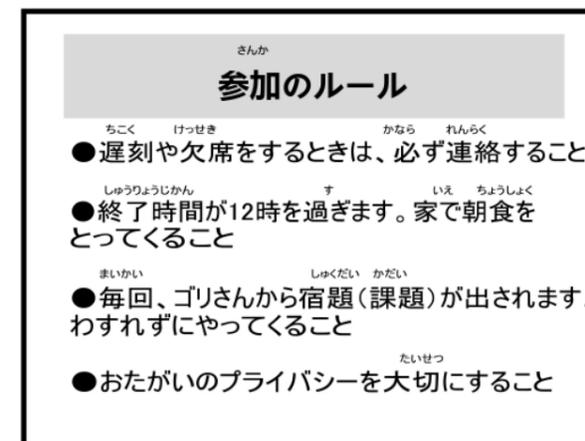 さんか
参加のルール
ちこく けっせき かなら れんらく
●遅刻や欠席をするときは、必ず連絡すること
しゅうりょうじかん す いえ ちょうしょく
●終了時間が12時を過ぎます。家で朝食を
とってくること
まいかい しゅくだい かだい
●毎回、ゴリさんから宿題（課題）が出されます。
わすれずにやってくること
たいせつ
●おたがいのプライバシーを大切にすること